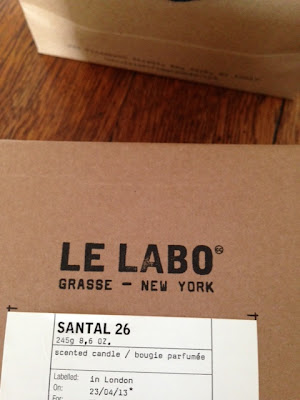 LE LABO
GRASSE – NEW YORK
SANTAL 26
245g 8,6 OZ.
scented candle / bougie parfumée
Labelled: in London
On: 23/04/13*
For: